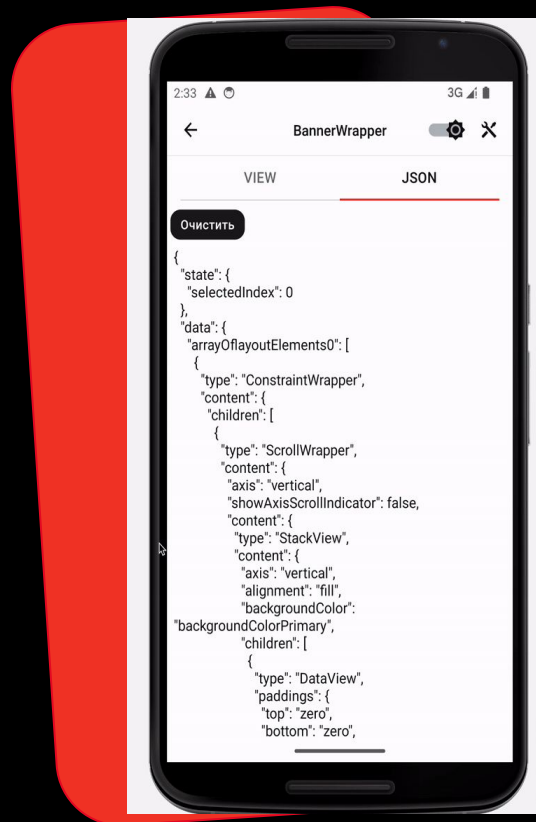 2:33
3G
BannerWrapper
VIEW
JSON
Очистить
{
"state": {
"selectedIndex": 0
},
"data": {
"arrayOflayoutElements0": [
{
"type": "ConstraintWrapper",
"content": {
"children": [
{
"type": "ScrollWrapper",
"content": {
"axis": "vertical",
"showAxisScrollIndicator": false,
"content": {
"type": "StackView",
"content": {
"axis": "vertical",
"alignment": "fill",
"backgroundColor":
"backgroundColorPrimary",
"children": [
{
"type": "DataView",
"paddings": {
"top": "zero",
"bottom": "zero",